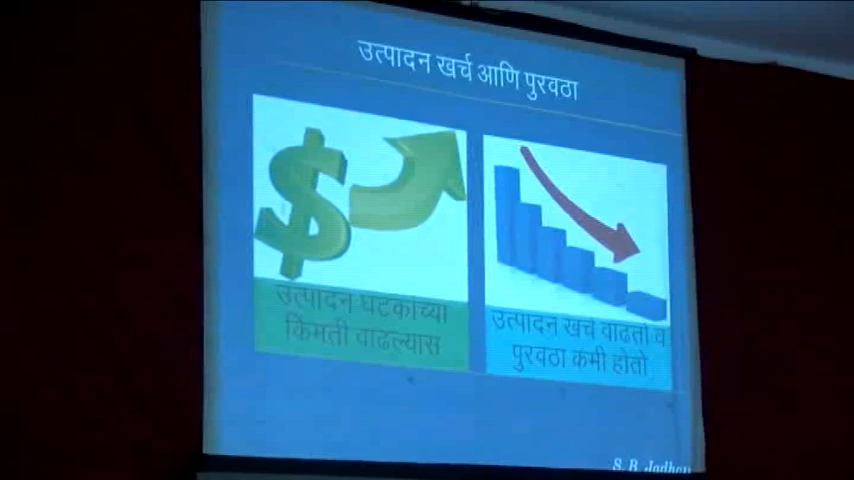 उत्पादन खर्च आणि पुरवठा
उत्पादन घटकांच्या
किंमती वाढल्यास
उत्पादन खर्च वाढतो व
पुरवठा कमी होतो
S. B. Jadhav